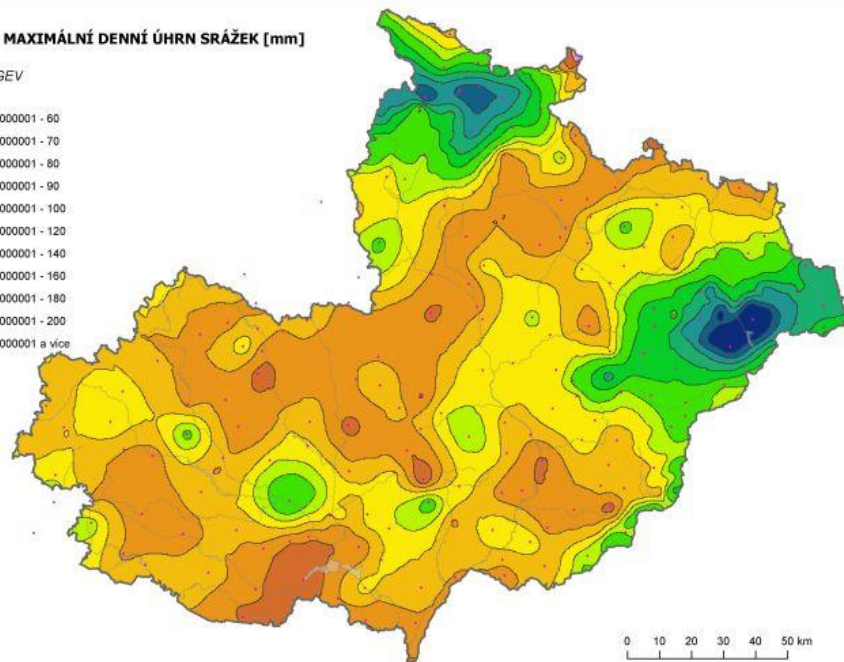 MAXIMÁLNÍ DENNÍ ÚHRN SRÁŽEK [mm]
GEV
000001 - 60
000001 - 70
000001 - 80
000001 - 90
000001 - 100
000001 - 120
000001 - 140
000001 - 160
000001 - 180
000001 - 200
000001 a více
0 10 20 30 40 50 km